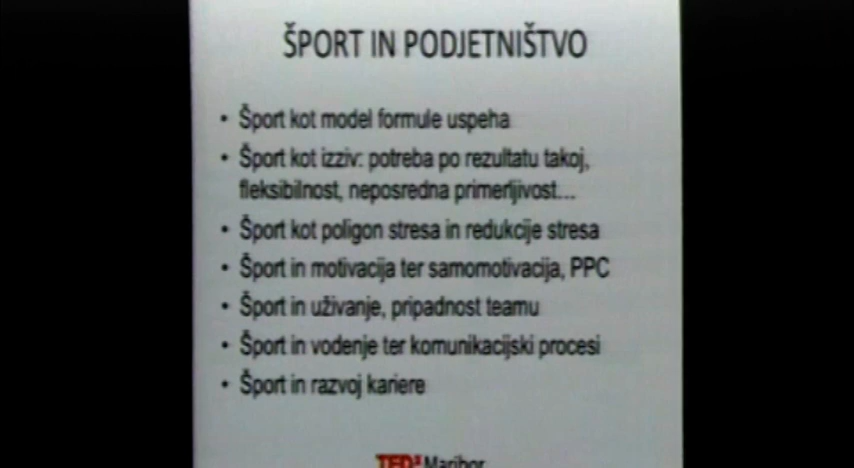 ŠPORT IN PODJETNIŠTVO
• Šport kot model formule uspeha
• Šport kot izziv: potreba po rezultatu takoj,
fleksibilnost, neposredna primerljivost...
• Šport kot poligon stresa in redukcije stresa
• Šport in motivacija ter samomotivacija, PPC
• Šport in uživanje, pripadnost teamu
• Šport in vodenje ter komunikacijski procesi
• Šport in razvoj kariere
TEDx Maribor